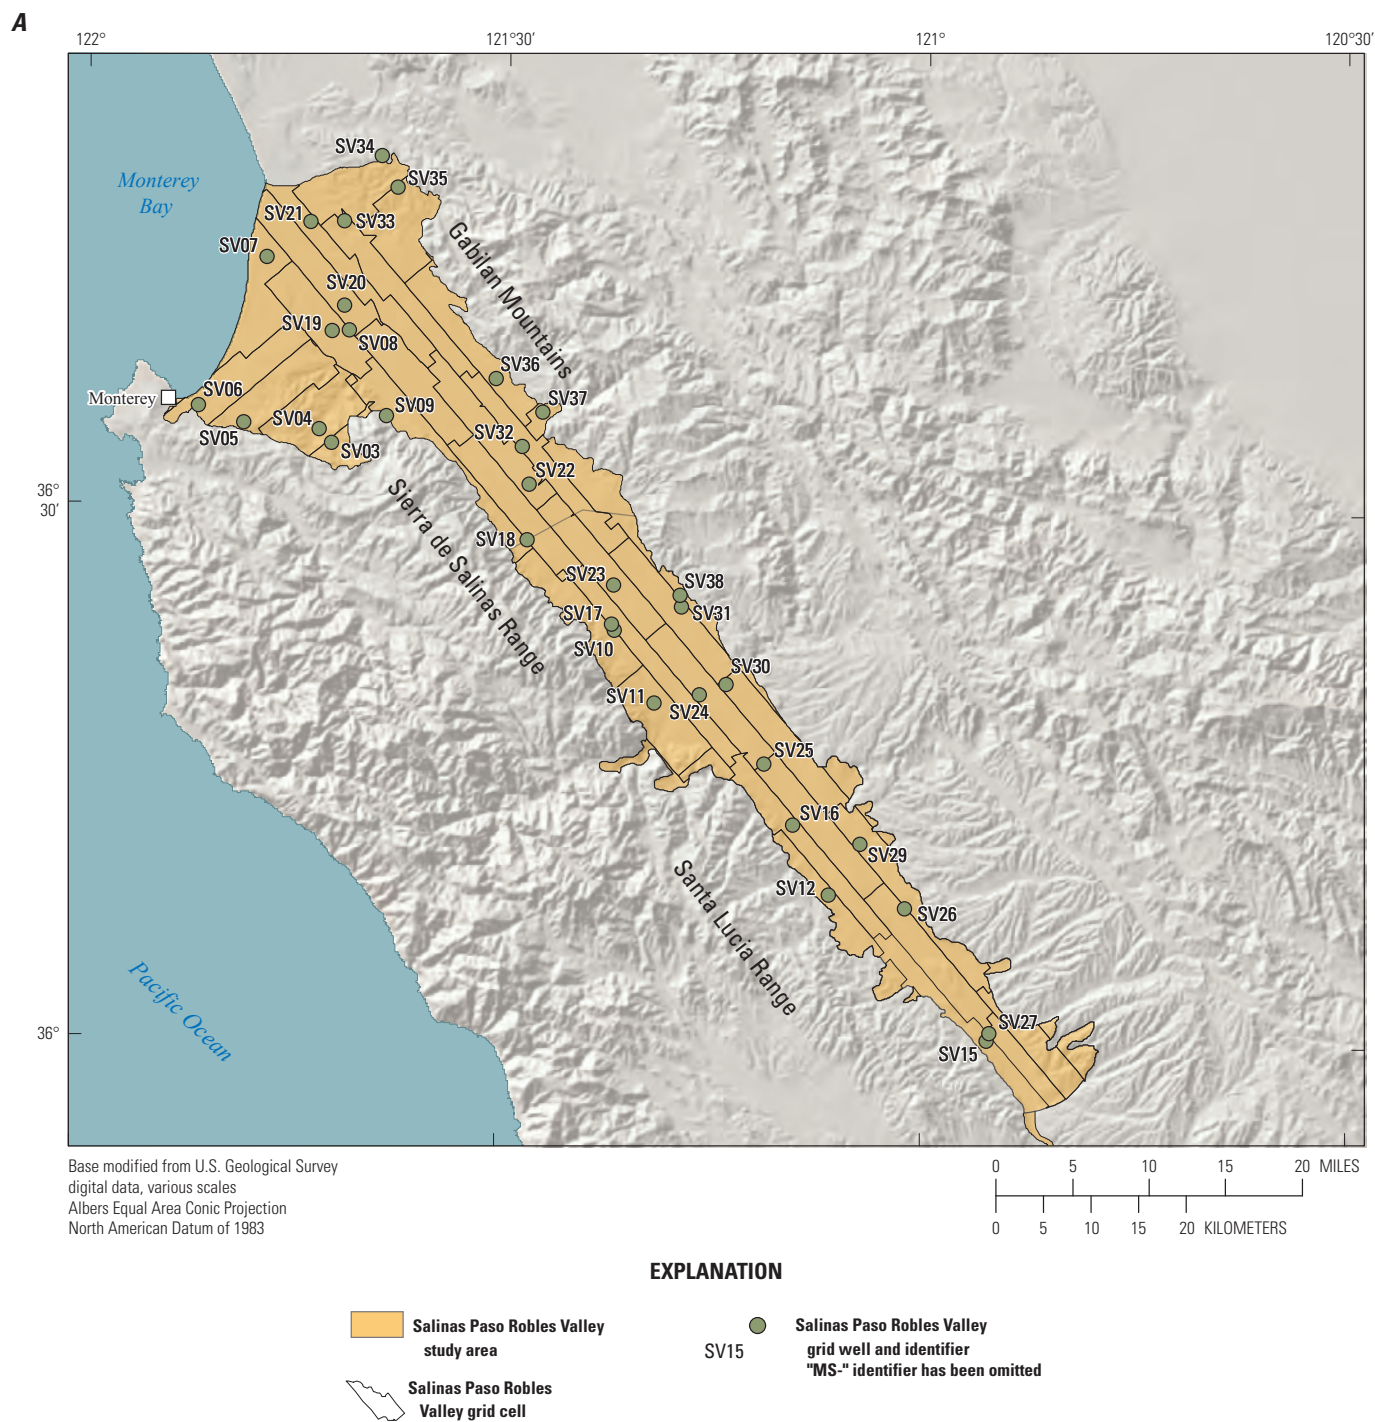 A
122°
121°30′
121°
120°30′
SV34
SV35
Monterey
Bay
SV21
SV33
SV07
Gabilan Mountains
SV20
SV19
SV08
SV36
SV06
Monterey
SV37
SV09
SV04
SV05
SV32
SV03
SV22
36°
30′
Sierra de Salinas Range
SV18
SV23
SV38
SV31
SV17
SV10
SV30
SV11
SV24
SV25
SV16
SV29
Santa Lucia Range
SV12
SV26
Pacific Ocean
36°
SV27
SV15
Base modified from U.S. Geological Survey
digital data, various scales
Albers Equal Area Conic Projection
North American Datum of 1983
0 5 10 15 20 MILES
0 5 10 15 20 KILOMETERS
EXPLANATION
Salinas Paso Robles Valley
study area
Salinas Paso Robles
Valley grid cell
SV15
Salinas Paso Robles Valley
grid well and identifier
"MS-" identifier has been omitted